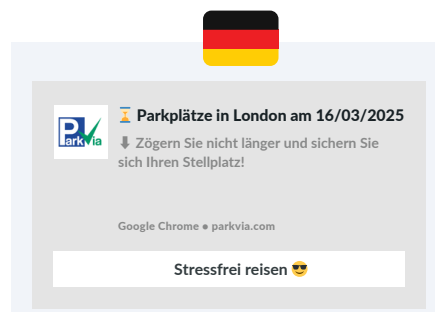 ParkVia
⌛ Parkplätze in London am 16/03/2025
⬇ Zögern Sie nicht länger und sichern Sie
sich Ihren Stellplatz!
Google Chrome • parkvia.com
Stressfrei reisen 😎